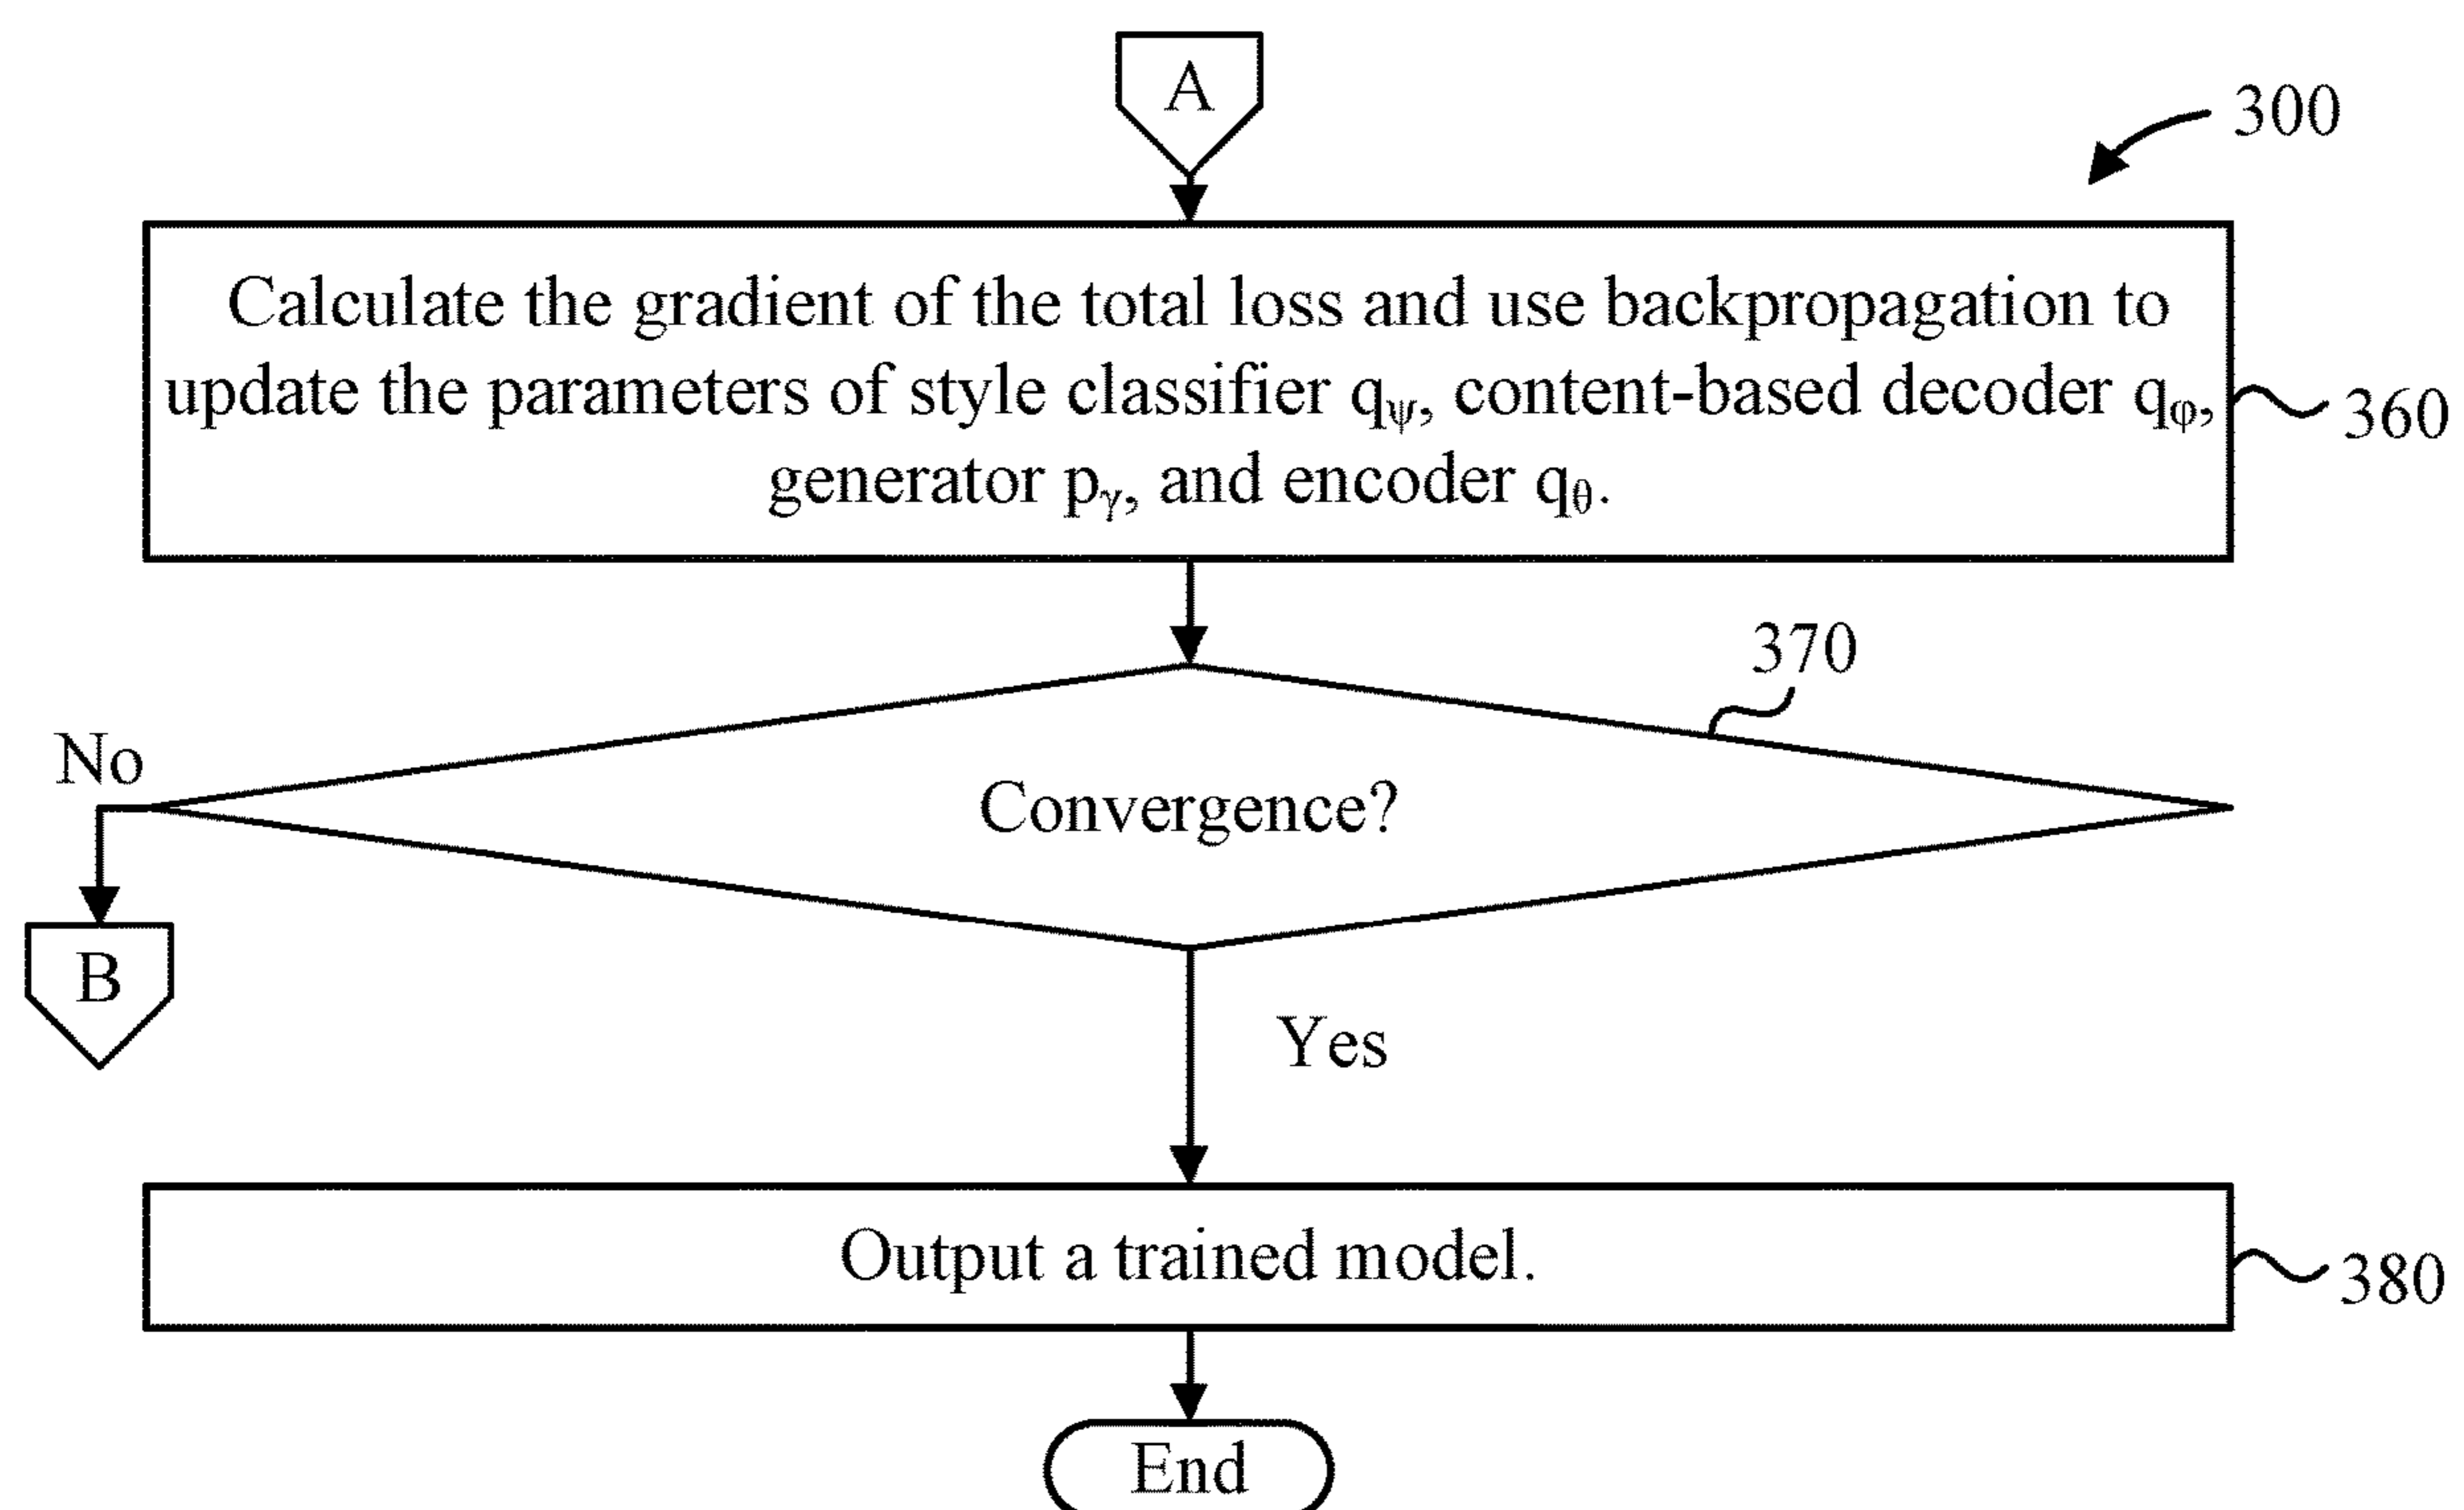 A
300
Calculate the gradient of the total loss and use backpropagation to
update the parameters of style classifier qψ, content-based decoder qφ,
generator pγ, and encoder qθ.
360
370
No
Convergence?
B
Yes
Output a trained model.
380
End